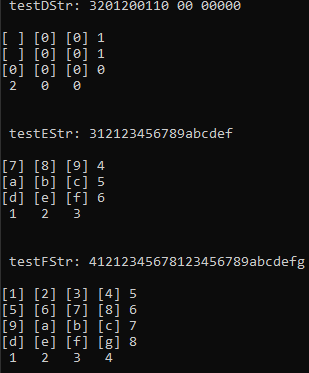 testDStr: 3201200110 00 00000
[ ] [0] [0] 1
[ ] [0] [0] 1
[0] [0] [0] 0
2 0 0
testEStr: 312123456789abcdef
[7] [8] [9] 4
[a] [b] [c] 5
[d] [e] [f] 6
1 2 3
testFStr: 41212345678123456789abcdefg
[1] [2] [3] [4] 5
[5] [6] [7] [8] 6
[9] [a] [b] [c] 7
[d] [e] [f] [g] 8
1 2 3 4